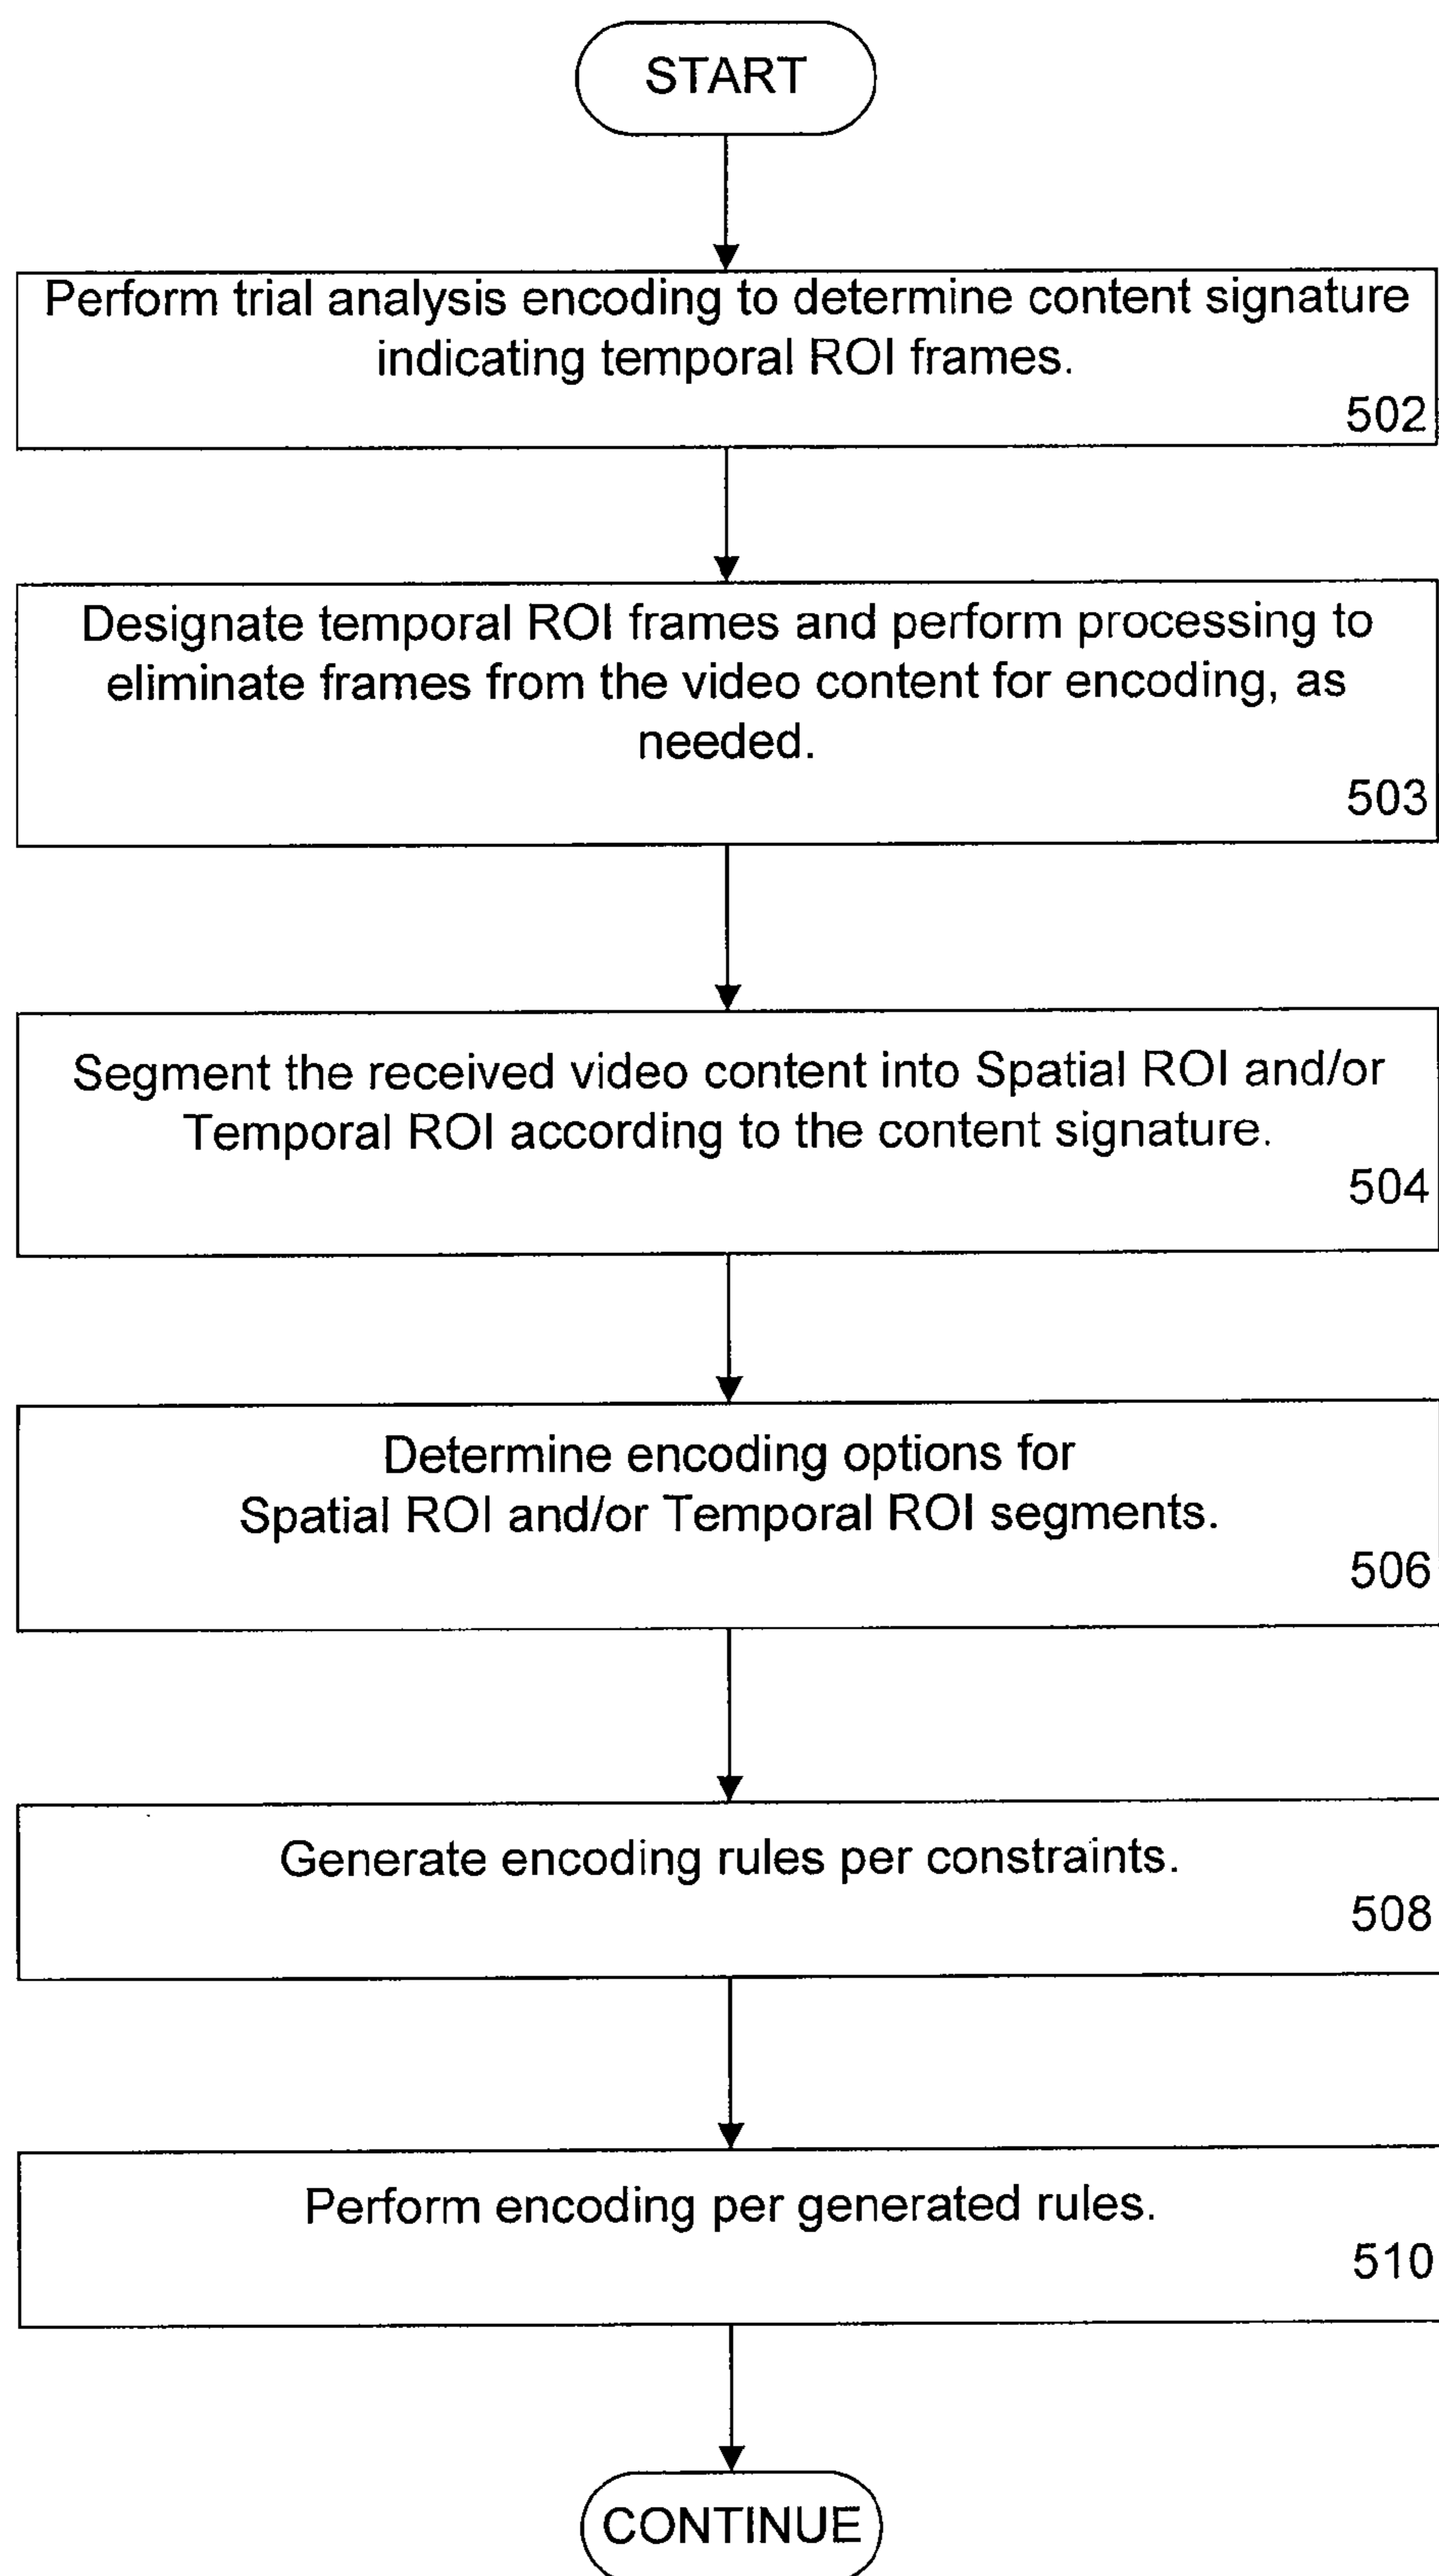 START
Perform trial analysis encoding to determine content signature
indicating temporal ROI frames.
502
Designate temporal ROI frames and perform processing to
eliminate frames from the video content for encoding, as
needed.
503
Segment the received video content into Spatial ROI and/or
Temporal ROI according to the content signature.
504
Determine encoding options for
Spatial ROI and/or Temporal ROI segments.
506
Generate encoding rules per constraints.
508
Perform encoding per generated rules.
510
CONTINUE